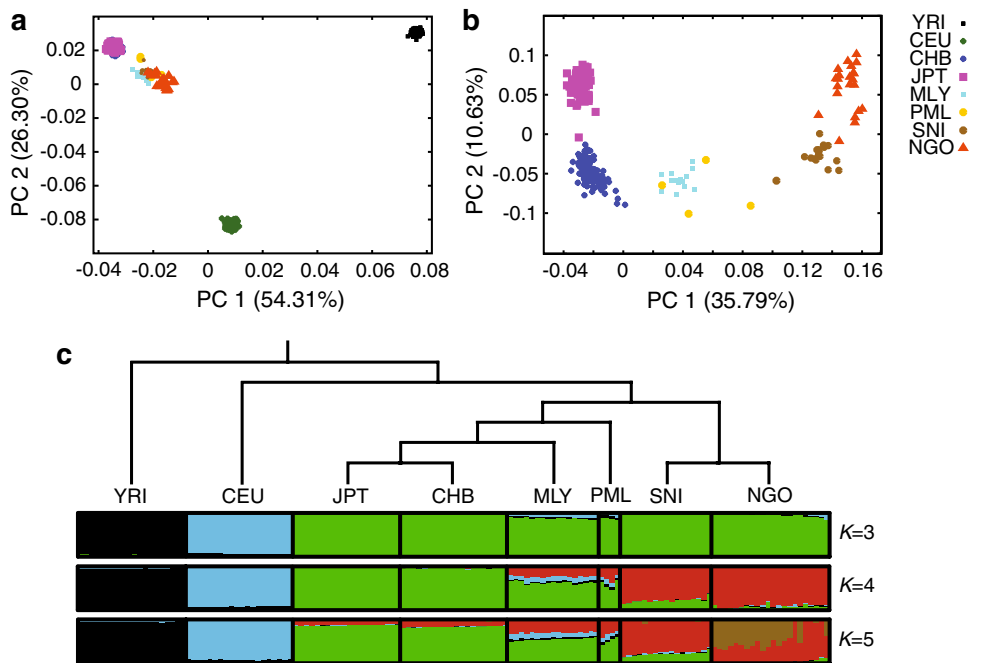 a
0.02
0
-0.02
-0.04
-0.06
-0.08
PC 2 (26.30%)
-0.04
-0.02
0
0.02
0.04
0.06
0.08
PC 1 (54.31%)
b
0.1
0.05
0
-0.05
-0.1
PC 2 (10.63%)
-0.04
0
0.04
0.08
0.12
0.16
PC 1 (35.79%)
YRI
CEU
CHB
JPT
MLY
PML
SNI
NGO
c
YRI CEU JPT CHB MLY PML SNI NGO
K=3
K=4
K=5